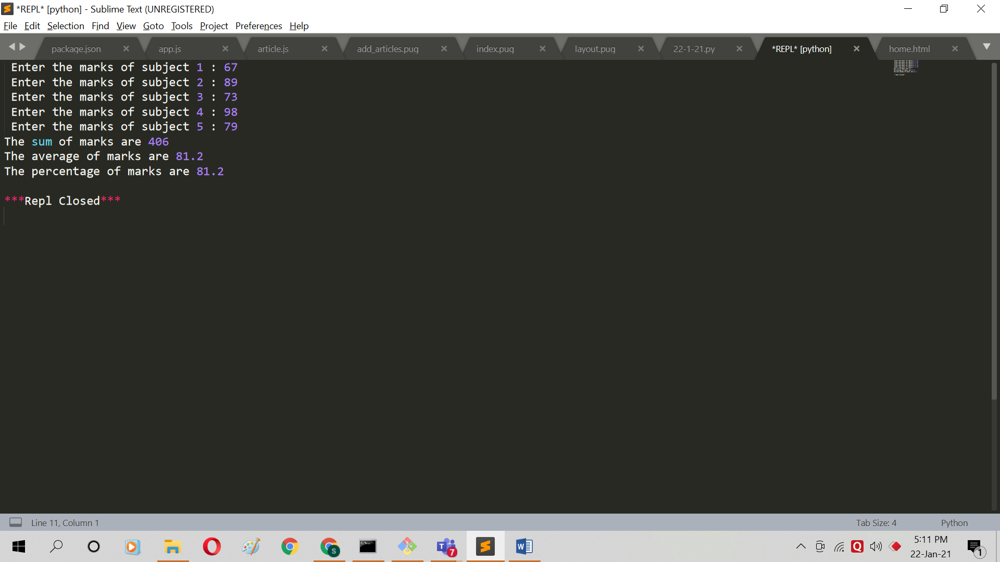 *REPL* [python] - Sublime Text (UNREGISTERED)
File Edit Selection Find View Goto Tools Project Preferences Help
package.json app.js article.js add_articles.pug index.pug layout.pug 22-1-21.py *REPL* [python] home.html
Enter the marks of subject 1 : 67
Enter the marks of subject 2 : 89
Enter the marks of subject 3 : 73
Enter the marks of subject 4 : 98
Enter the marks of subject 5 : 79
The sum of marks are 406
The average of marks are 81.2
The percentage of marks are 81.2
***Repl Closed***
Line 11, Column 1 Tab Size: 4 Python
5:11 PM
22-Jan-21
S
T
7
W
Q
1